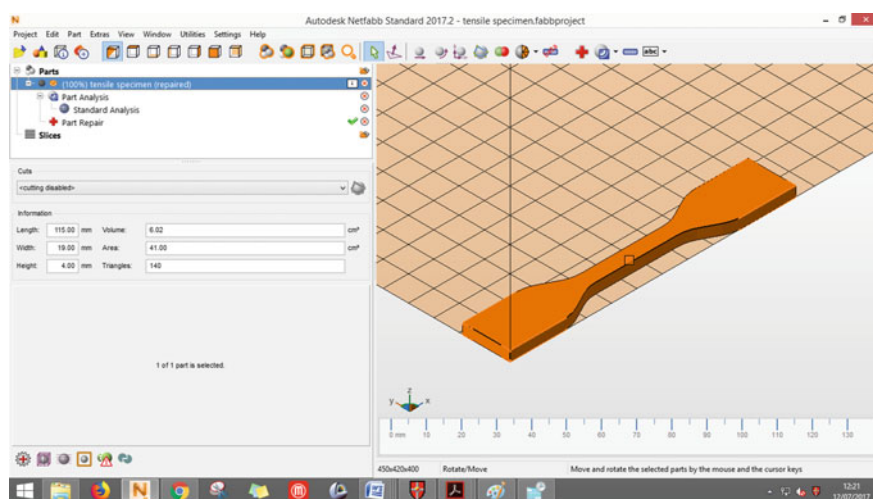 Autodesk Netfabb Standard 2017.2 - tensile specimen.fabbproject
Project Edit Part Extras View Window Utilities Settings Help
abc
Parts
(100%) tensile specimen (repaired)
Part Analysis
Standard Analysis
Part Repair
Slices
Cuts
<cutting disabled>
Information
Length: 115.00 mm Volume: 6.02 cm³
Width: 19.00 mm Area: 41.00 cm²
Height: 4.00 mm Triangles: 140
1 of 1 part is selected.
z
y x
0 mm 10 20 30 40 50 60 70 80 90 100 110 120 130
450x420x400 Rotate/Move Move and rotate the selected parts by the mouse and the cursor keys
12:21
12/07/2017